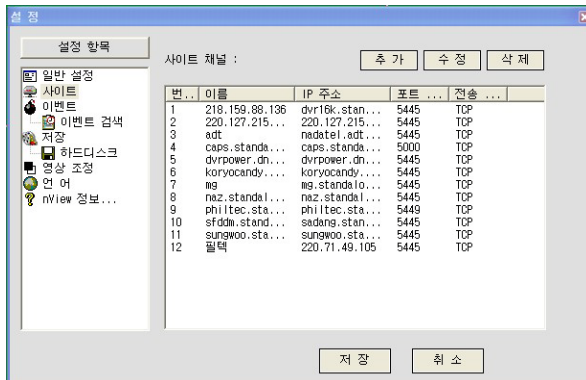 설 정
설정 항목
일반 설정
사이트
이벤트
이벤트 검색
저장
하드디스크
영상 조정
언 어
nView 정보...
사이트 채널 :
추 가
수 정
삭 제
번.. 이름 IP 주소 포트 ... 전송 ...
1 218.159.88.136 dvr16k.stan... 5445 TCP
2 220.127.215... 220.127.215... 5445 TCP
3 adt nadatel.adt... 5445 TCP
4 caps.standa... caps.standa... 5000 TCP
5 dvrpower.dn... dvrpower.dn... 5445 TCP
6 koryocandy... koryocandy... 5445 TCP
7 mg mg.standalo... 5445 TCP
8 naz.standal... naz.standal... 5445 TCP
9 philtec.sta... philtec.sta... 5449 TCP
10 sfddm.stand... sadang.stan... 5445 TCP
11 sungwoo.sta... sungwoo.sta... 5445 TCP
12 필텍 220.71.49.105 5445 TCP
저 장
취 소